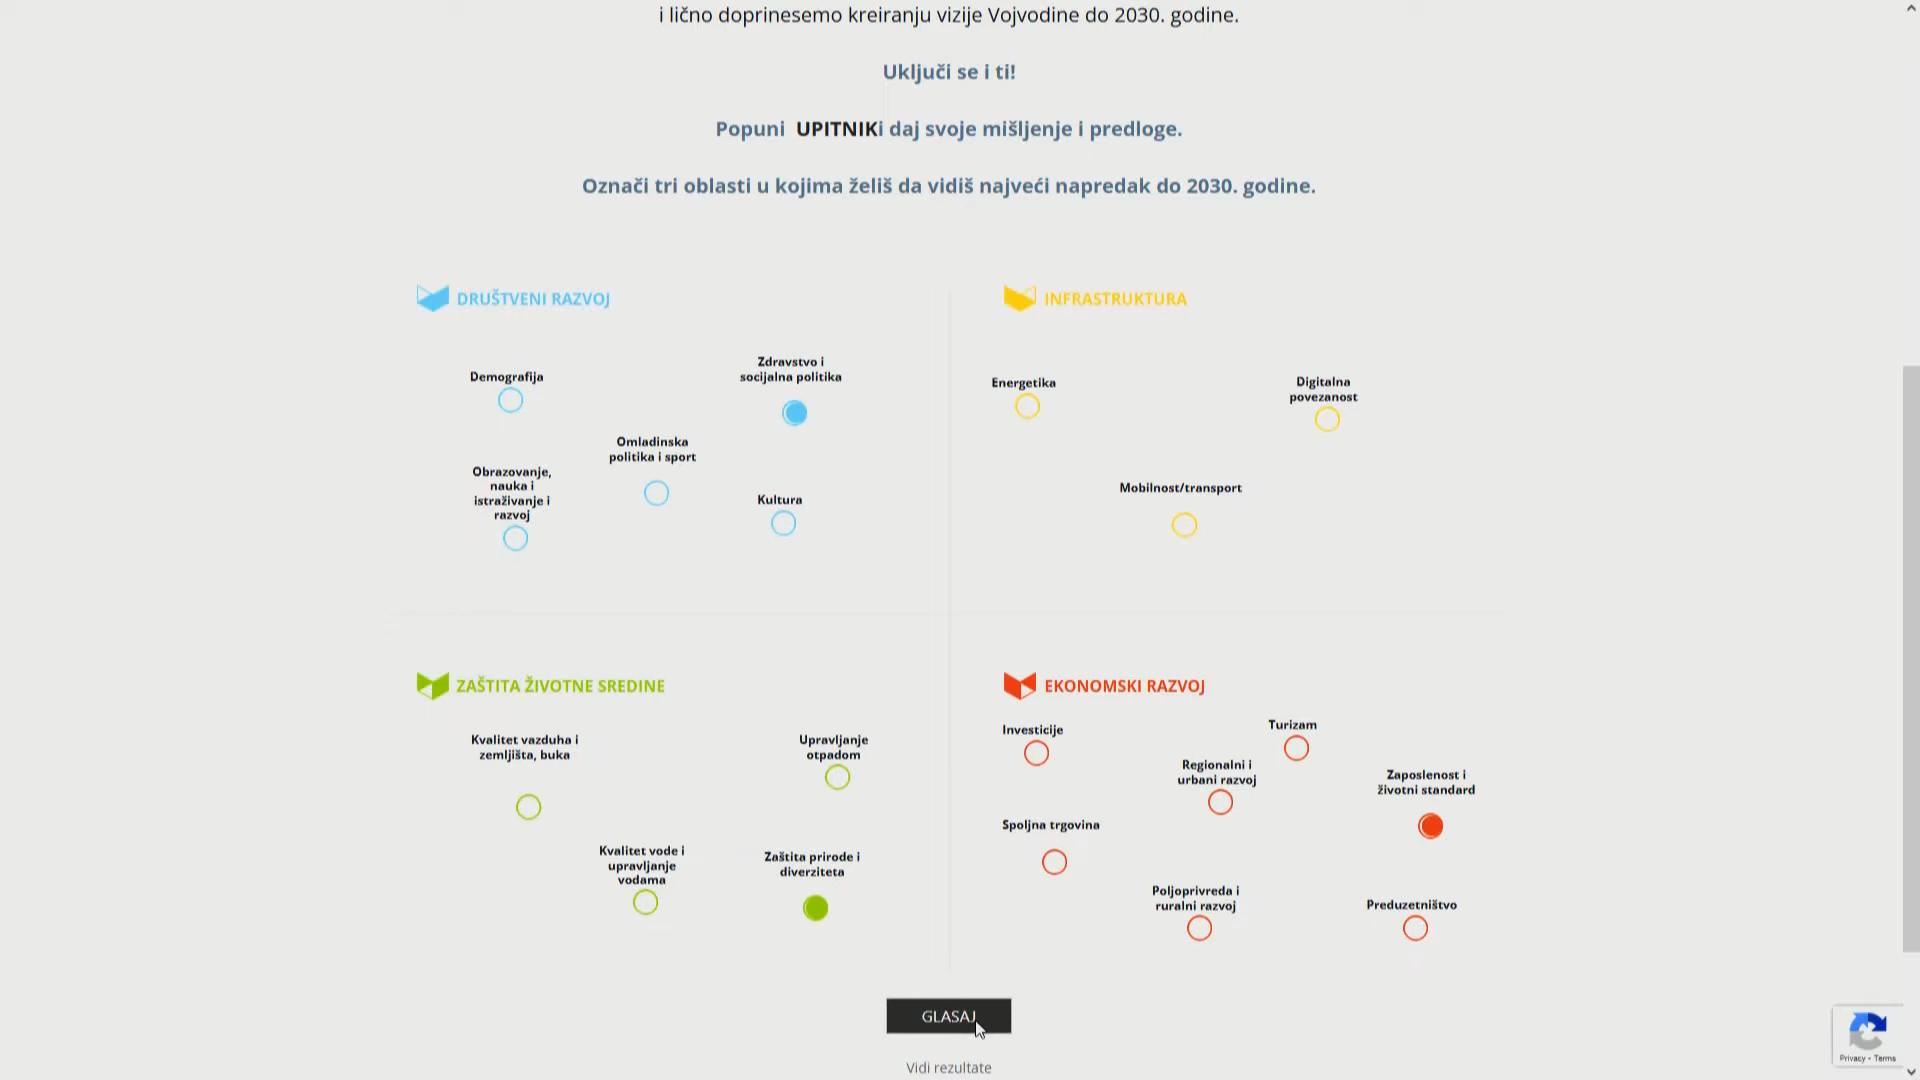 i lično doprinesemo kreiranju vizije Vojvodine do 2030. godine.
Uključi se i ti!
Popuni UPITNIKi daj svoje mišljenje i predloge.
Označi tri oblasti u kojima želiš da vidiš najveći napredak do 2030. godine.
DRUŠTVENI RAZVOJ
Demografija
Zdravstvo i
socijalna politika
Omladinska
politika i sport
Obrazovanje,
nauka i
istraživanje i
razvoj
Kultura
INFRASTRUKTURA
Energetika
Digitalna
povezanost
Mobilnost/transport
ZAŠTITA ŽIVOTNE SREDINE
Kvalitet vazduha i
zemljišta, buka
Upravljanje
otpadom
Kvalitet vode i
upravljanje
vodama
Zaštita prirode i
diverziteta
EKONOMSKI RAZVOJ
Investicije
Turizam
Regionalni i
urbani razvoj
Zaposlenost i
životni standard
Spoljna trgovina
Poljoprivreda i
ruralni razvoj
Preduzetništvo
GLASAJ
Vidi rezultate
Privacy - Terms